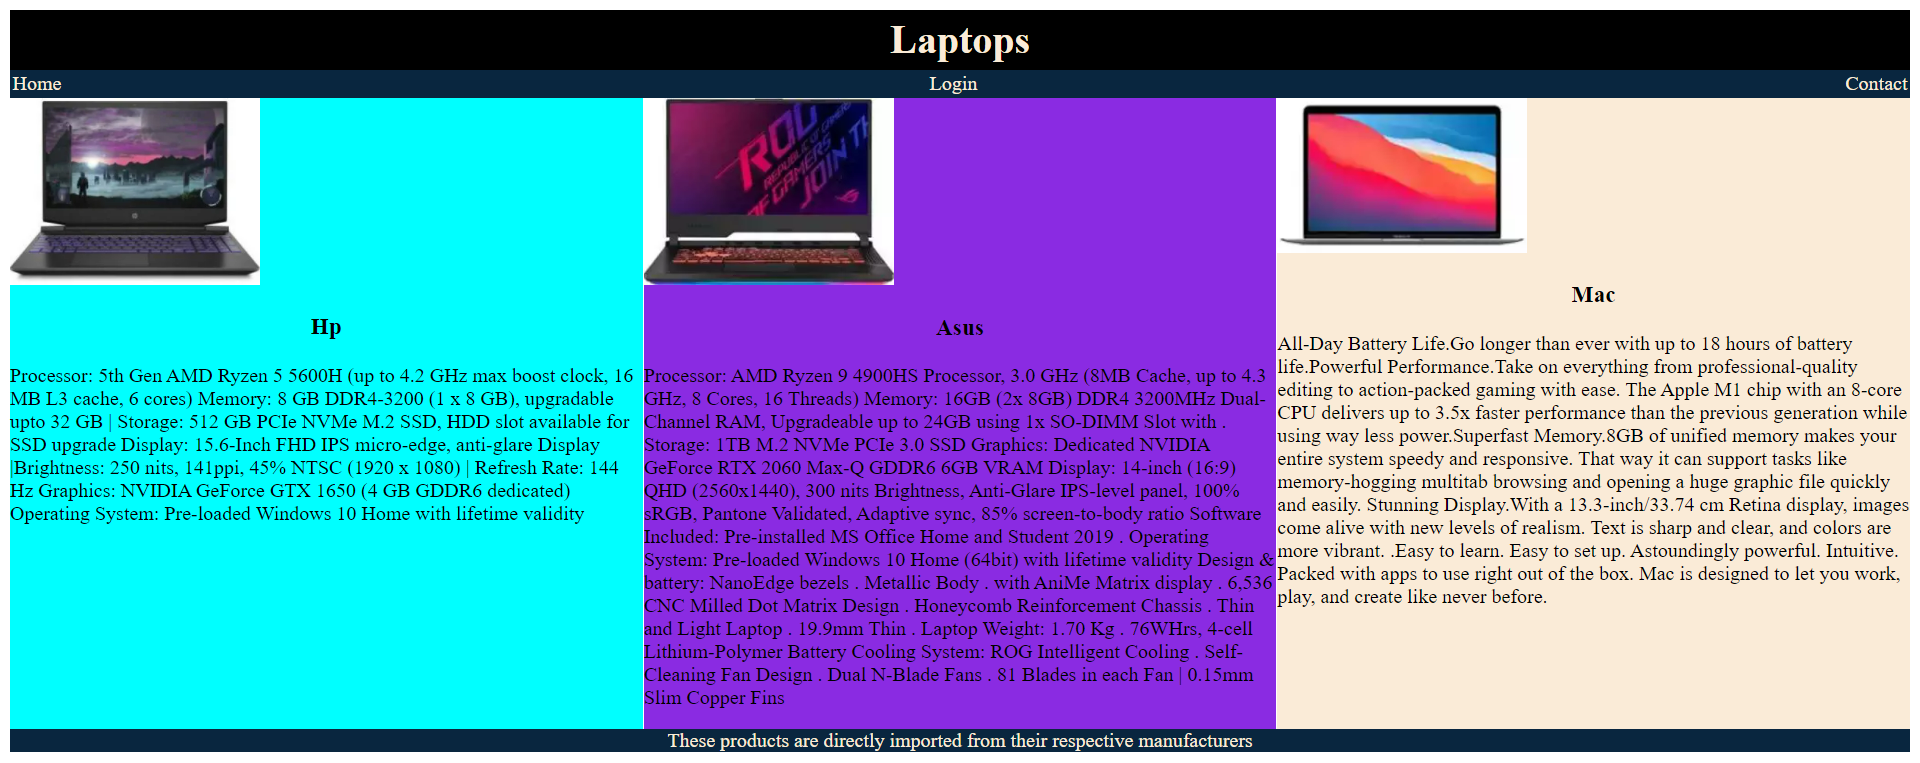 Laptops
Home Login Contact
ROG
REPUBLIC OF GAMERS
JOIN TH
OF GAMERS
Hp
Processor: 5th Gen AMD Ryzen 5 5600H (up to 4.2 GHz max boost clock, 16
MB L3 cache, 6 cores) Memory: 8 GB DDR4-3200 (1 x 8 GB), upgradable
upto 32 GB | Storage: 512 GB PCIe NVMe M.2 SSD, HDD slot available for
SSD upgrade Display: 15.6-Inch FHD IPS micro-edge, anti-glare Display
|Brightness: 250 nits, 141ppi, 45% NTSC (1920 x 1080) | Refresh Rate: 144
Hz Graphics: NVIDIA GeForce GTX 1650 (4 GB GDDR6 dedicated)
Operating System: Pre-loaded Windows 10 Home with lifetime validity
Asus
Processor: AMD Ryzen 9 4900HS Processor, 3.0 GHz (8MB Cache, up to 4.3
GHz, 8 Cores, 16 Threads) Memory: 16GB (2x 8GB) DDR4 3200MHz Dual-
Channel RAM, Upgradeable up to 24GB using 1x SO-DIMM Slot with .
Storage: 1TB M.2 NVMe PCIe 3.0 SSD Graphics: Dedicated NVIDIA
GeForce RTX 2060 Max-Q GDDR6 6GB VRAM Display: 14-inch (16:9)
QHD (2560x1440), 300 nits Brightness, Anti-Glare IPS-level panel, 100%
sRGB, Pantone Validated, Adaptive sync, 85% screen-to-body ratio Software
Included: Pre-installed MS Office Home and Student 2019 . Operating
System: Pre-loaded Windows 10 Home (64bit) with lifetime validity Design &
battery: NanoEdge bezels . Metallic Body . with AniMe Matrix display . 6,536
CNC Milled Dot Matrix Design . Honeycomb Reinforcement Chassis . Thin
and Light Laptop . 19.9mm Thin . Laptop Weight: 1.70 Kg . 76WHrs, 4-cell
Lithium-Polymer Battery Cooling System: ROG Intelligent Cooling . Self-
Cleaning Fan Design . Dual N-Blade Fans . 81 Blades in each Fan | 0.15mm
Slim Copper Fins
Mac
All-Day Battery Life.Go longer than ever with up to 18 hours of battery
life.Powerful Performance.Take on everything from professional-quality
editing to action-packed gaming with ease. The Apple M1 chip with an 8-core
CPU delivers up to 3.5x faster performance than the previous generation while
using way less power.Superfast Memory.8GB of unified memory makes your
entire system speedy and responsive. That way it can support tasks like
memory-hogging multitab browsing and opening a huge graphic file quickly
and easily. Stunning Display.With a 13.3-inch/33.74 cm Retina display, images
come alive with new levels of realism. Text is sharp and clear, and colors are
more vibrant. .Easy to learn. Easy to set up. Astoundingly powerful. Intuitive.
Packed with apps to use right out of the box. Mac is designed to let you work,
play, and create like never before.
These products are directly imported from their respective manufacturers